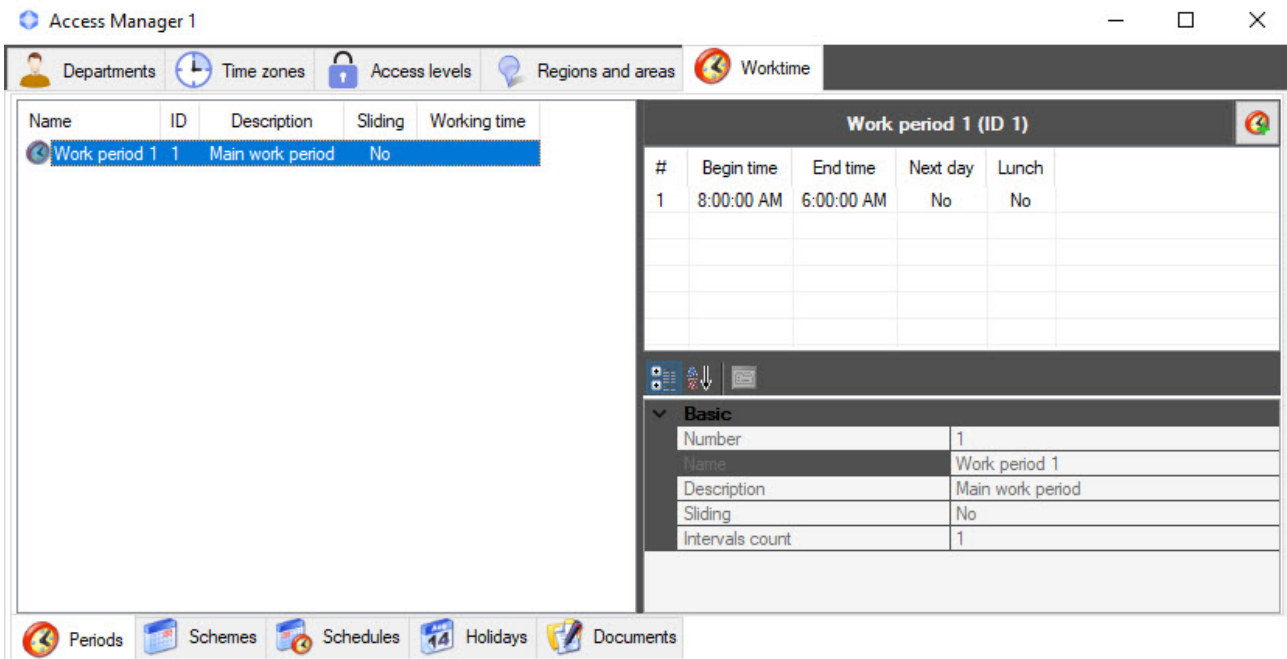 Access Manager 1
Departments Time zones Access levels Regions and areas Worktime
Name ID Description Sliding Working time
Work period 1 1 Main work period No
Work period 1 (ID 1)
# Begin time End time Next day Lunch
1 8:00:00 AM 6:00:00 AM No No
Basic
Number 1
Name Work period 1
Description Main work period
Sliding No
Intervals count 1
Periods Schemes Schedules 14 Holidays Documents